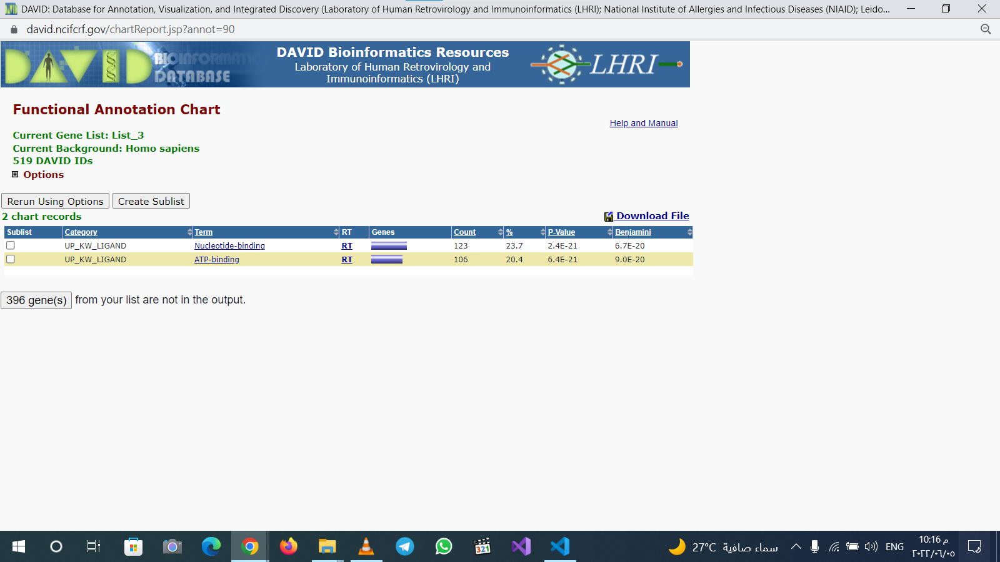 DAVID: Database for Annotation, Visualization, and Integrated Discovery (Laboratory of Human Retrovirology and Immunoinformatics (LHRI); National Institute of Allergies and Infectious Diseases (NIAID); Leido...
david.ncifcrf.gov/chartReport.jsp?annot=90
DAVID BIOINFORMATIC DATABASE
DAVID Bioinformatics Resources
Laboratory of Human Retrovirology and
Immunoinformatics (LHRI)
LHRI
Functional Annotation Chart
Help and Manual
Current Gene List: List_3
Current Background: Homo sapiens
519 DAVID IDs
Options
Rerun Using Options Create Sublist
2 chart records Download File
Sublist Category Term RT Genes Count % P-Value Benjamini
UP_KW_LIGAND Nucleotide-binding RT 123 23.7 2.4E-21 6.7E-20
UP_KW_LIGAND ATP-binding RT 106 20.4 6.4E-21 9.0E-20
396 gene(s) from your list are not in the output.
321
27°C سماء صافية ENG
10:16 م
٢٠٢٢/٠٦/٠٥